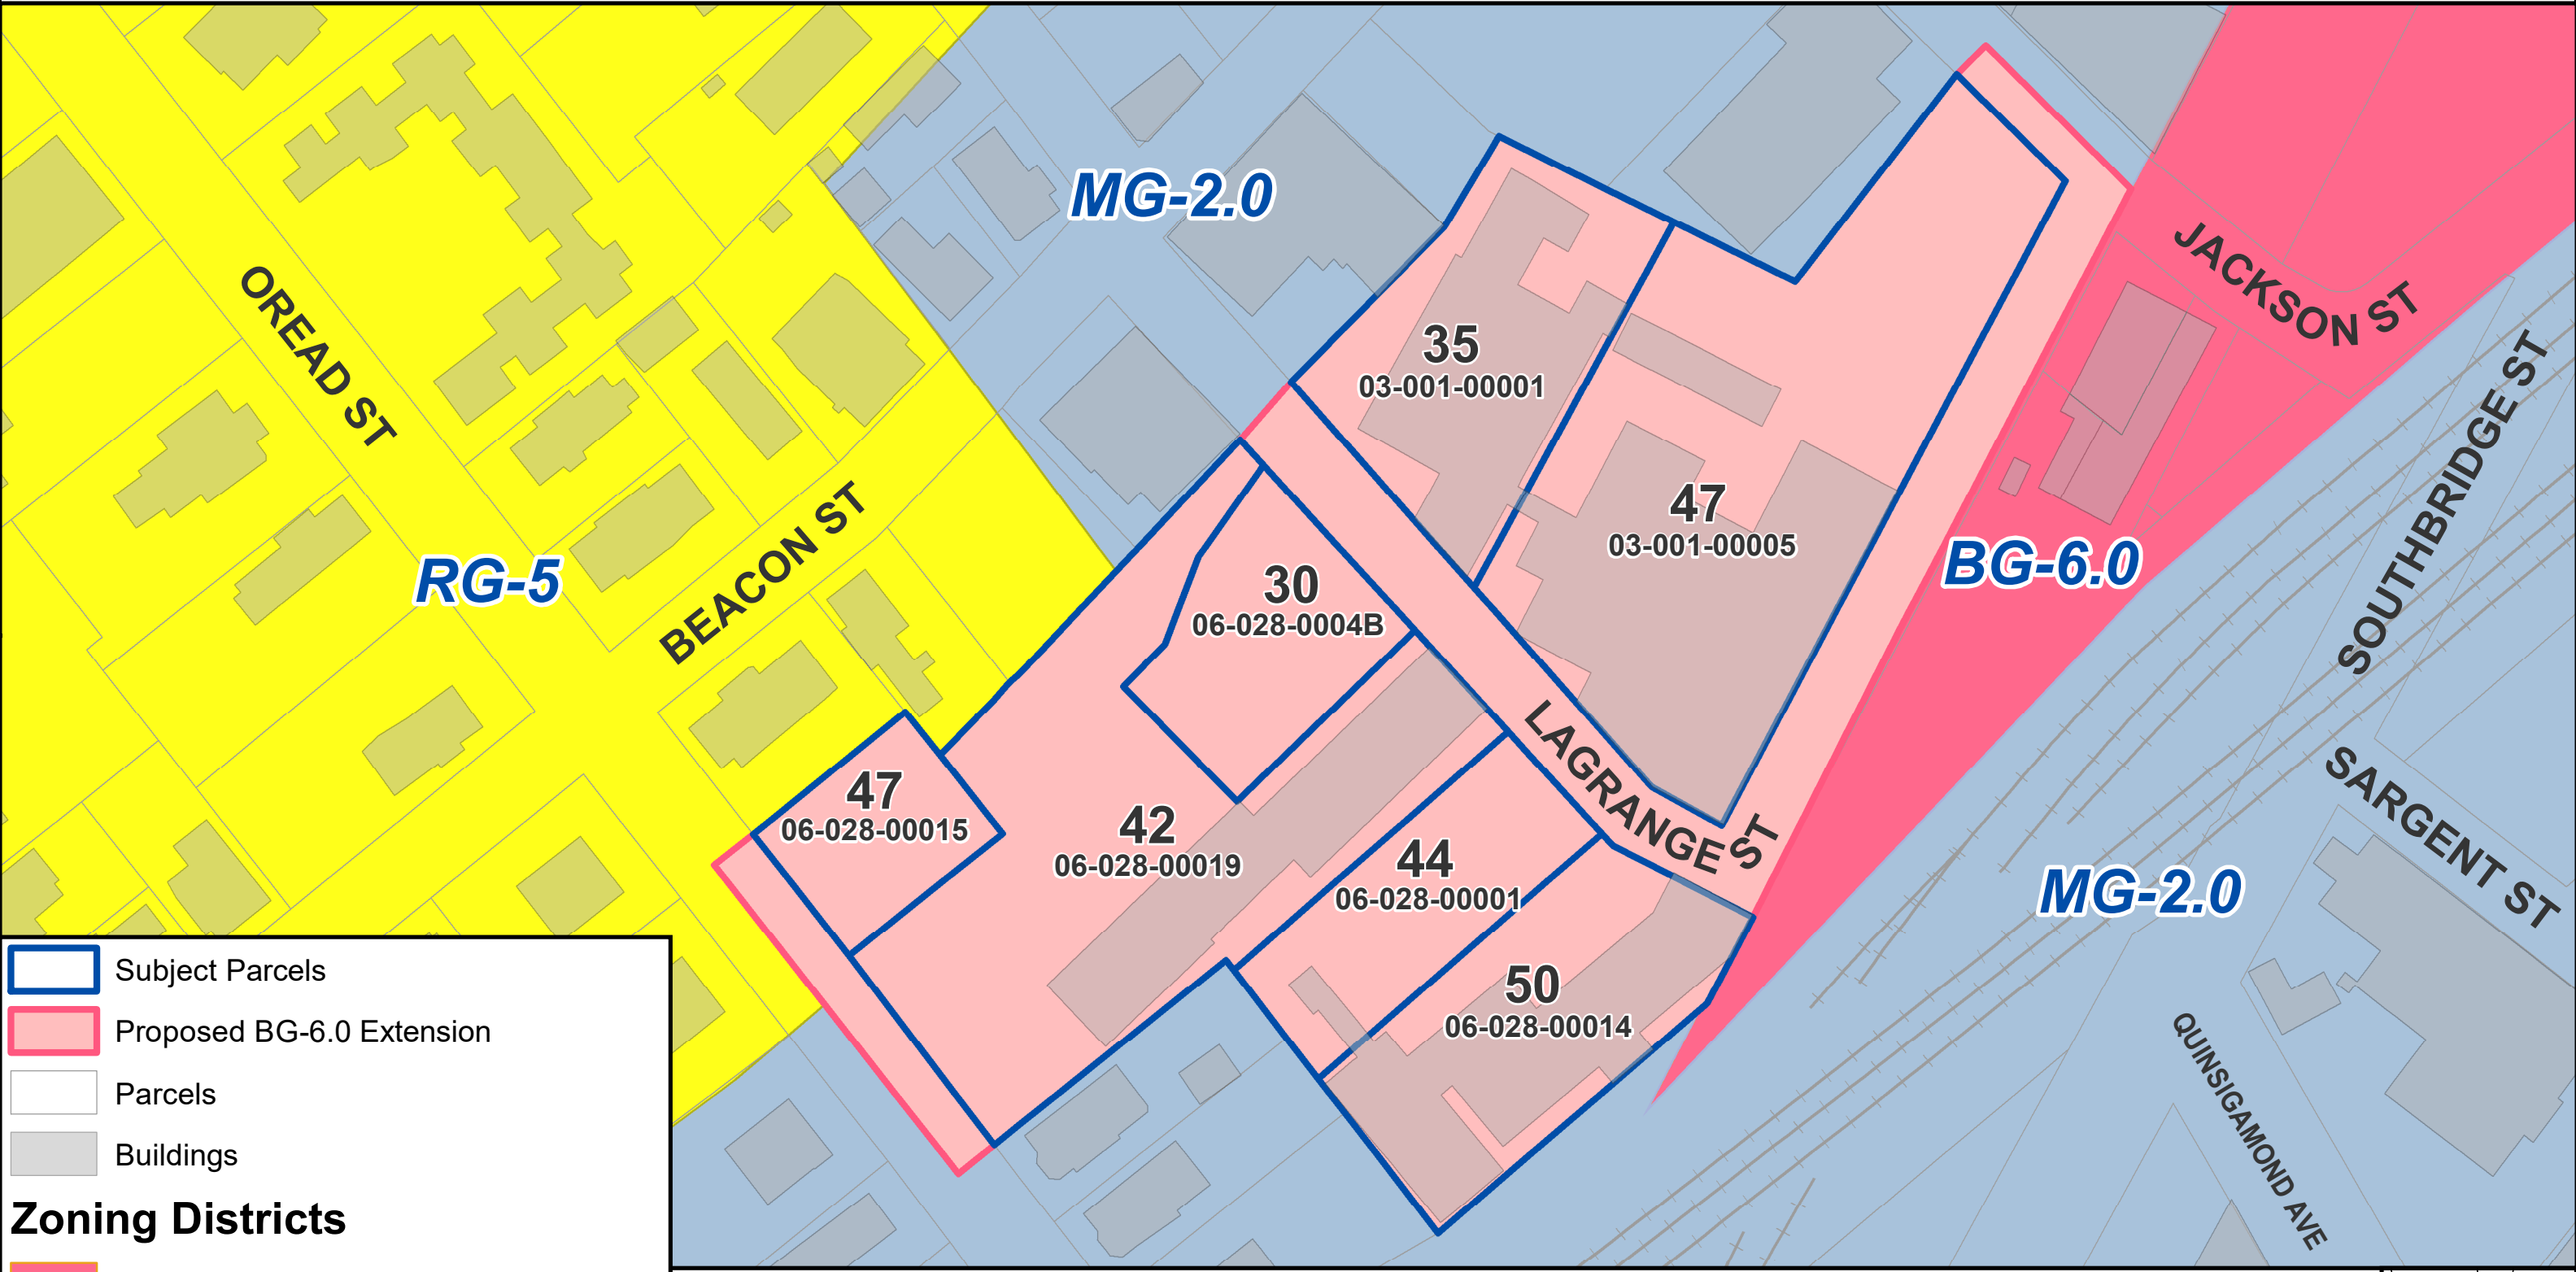 MG-2.0
JACKSON ST
OREAD ST
35
03-001-00001
SOUTHBRIDGE ST
47
03-001-00005
BEACON ST
RG-5
BG-6.0
30
06-028-0004B
LAGRANGE ST
47
06-028-00015
42
06-028-00019
44
06-028-00001
SARGENT ST
MG-2.0
50
06-028-00014
QUINSIGAMOND AVE
Subject Parcels
Proposed BG-6.0 Extension
Parcels
Buildings
Zoning Districts